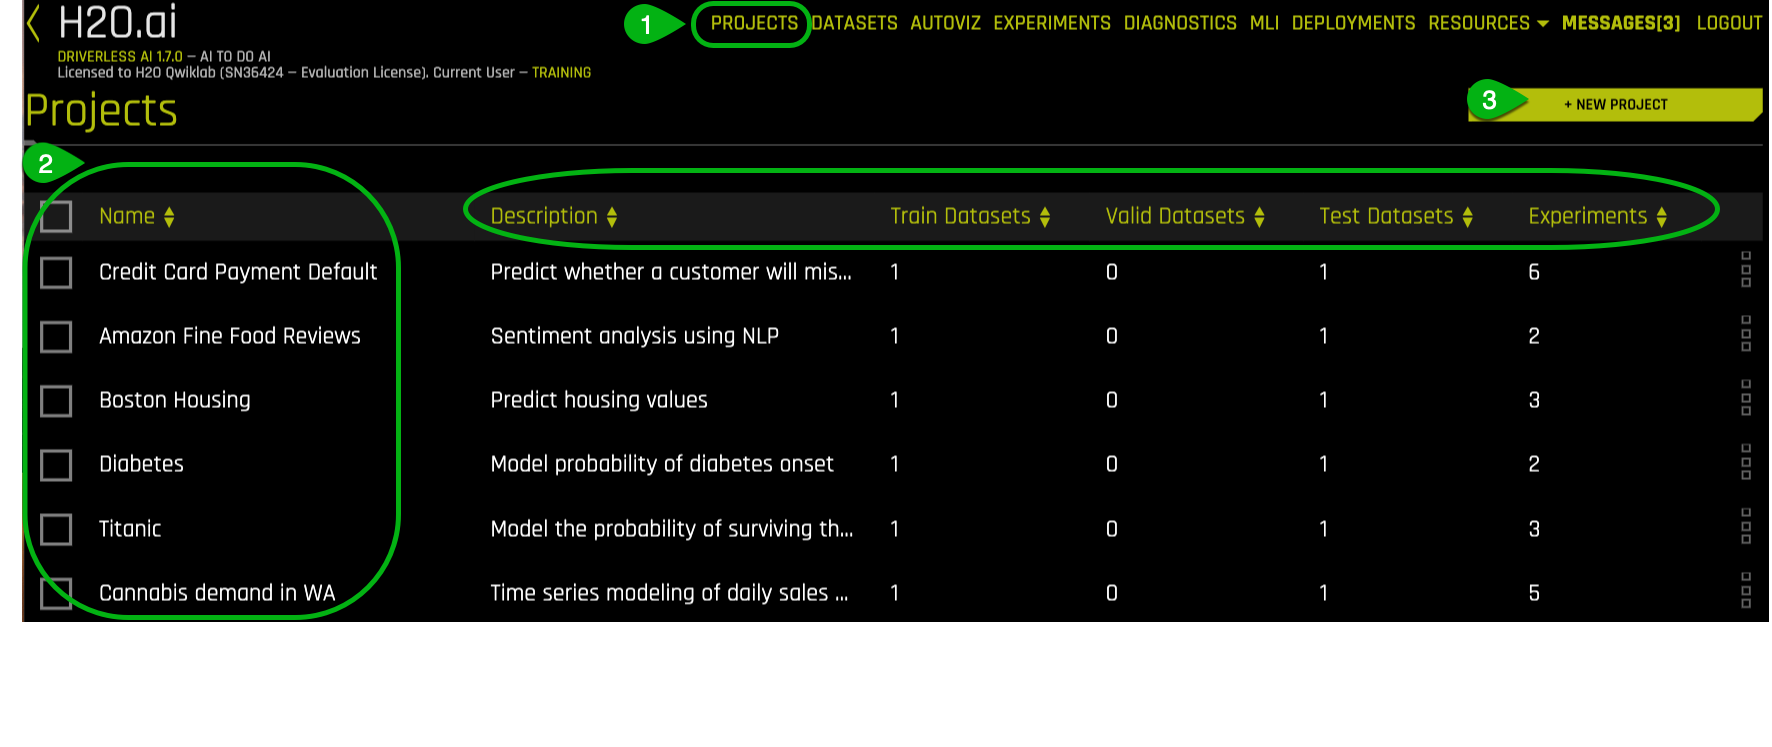 H2O.ai
1 PROJECTS DATASETS AUTOVIZ EXPERIMENTS DIAGNOSTICS MLI DEPLOYMENTS RESOURCES MESSAGES[3] LOGOUT
DRIVERLESS AI 1.7.0 – AI TO DO AI
Licensed to H2O Qwiklab (SN36424 – Evaluation License). Current User – TRAINING
Projects
3 + NEW PROJECT
2
Name Description Train Datasets Valid Datasets Test Datasets Experiments
Credit Card Payment Default Predict whether a customer will mis... 1 0 1 6
Amazon Fine Food Reviews Sentiment analysis using NLP 1 0 1 2
Boston Housing Predict housing values 1 0 1 3
Diabetes Model probability of diabetes onset 1 0 1 2
Titanic Model the probability of surviving th... 1 0 1 3
Cannabis demand in WA Time series modeling of daily sales ... 1 0 1 5